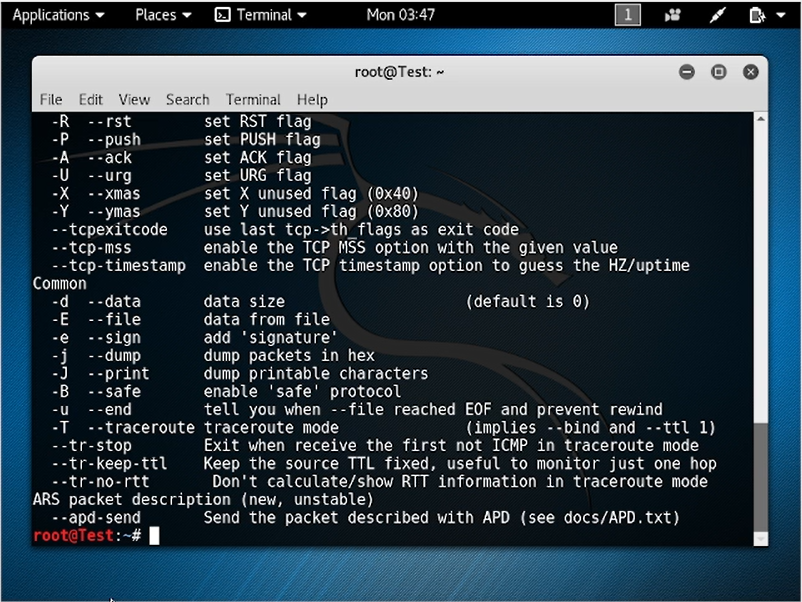 Applications Places Terminal Mon 03:47 1
root@Test: ~
File Edit View Search Terminal Help
-R --rst set RST flag
-P --push set PUSH flag
-A --ack set ACK flag
-U --urg set URG flag
-X --xmas set X unused flag (0x40)
-Y --ymas set Y unused flag (0x80)
--tcpexitcode use last tcp->th_flags as exit code
--tcp-mss enable the TCP MSS option with the given value
--tcp-timestamp enable the TCP timestamp option to guess the HZ/uptime
Common
-d --data data size (default is 0)
-E --file data from file
-e --sign add 'signature'
-j --dump dump packets in hex
-J --print dump printable characters
-B --safe enable 'safe' protocol
-u --end tell you when --file reached EOF and prevent rewind
-T --traceroute traceroute mode (implies --bind and --ttl 1)
--tr-stop Exit when receive the first not ICMP in traceroute mode
--tr-keep-ttl Keep the source TTL fixed, useful to monitor just one hop
--tr-no-rtt Don't calculate/show RTT information in traceroute mode
ARS packet description (new, unstable)
--apd-send Send the packet described with APD (see docs/APD.txt)
root@Test:~#